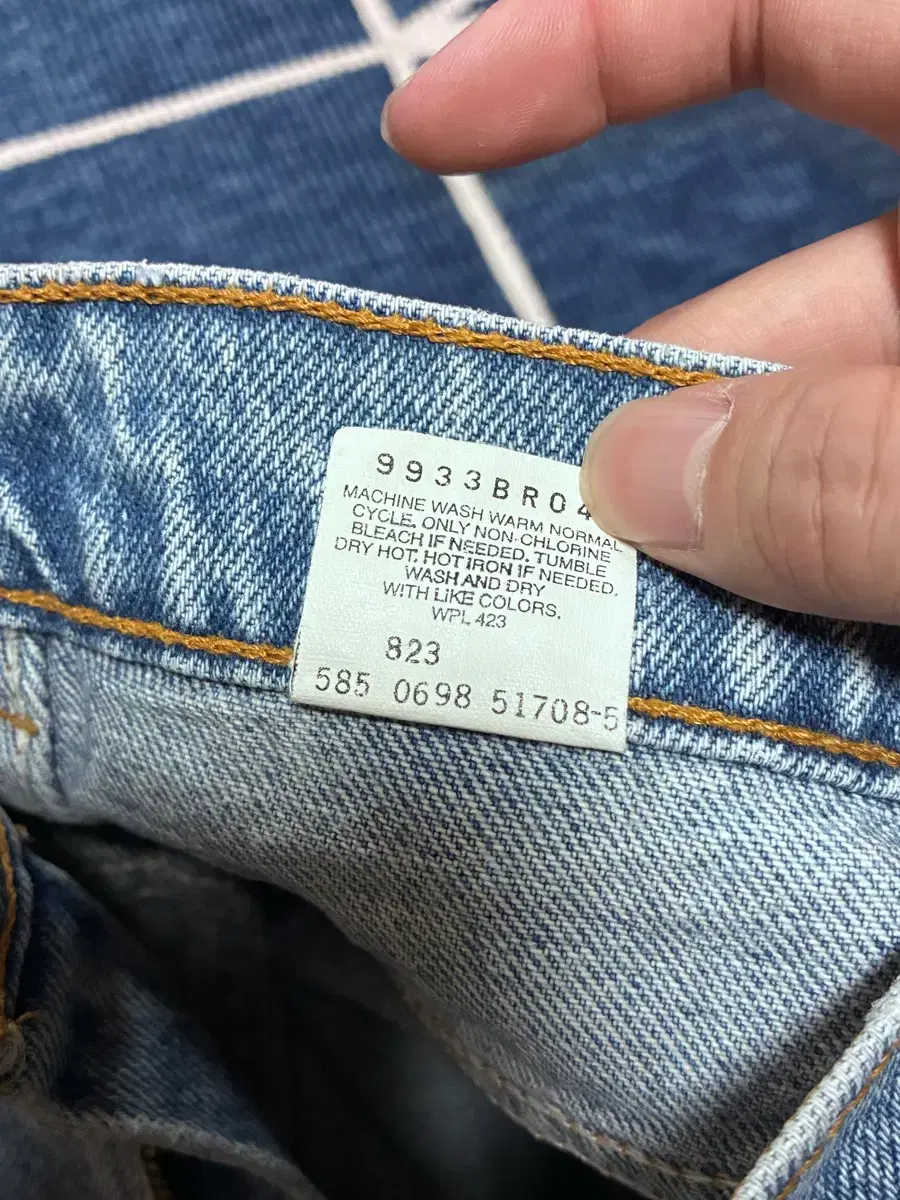 9933BR04
MACHINE WASH WARM NORMAL
CYCLE. ONLY NON-CHLORINE
BLEACH IF NEEDED. TUMBLE
DRY HOT. HOT IRON IF NEEDED.
WASH AND DRY
WITH LIKE COLORS.
WPL 423
823
585 0698 51708-5